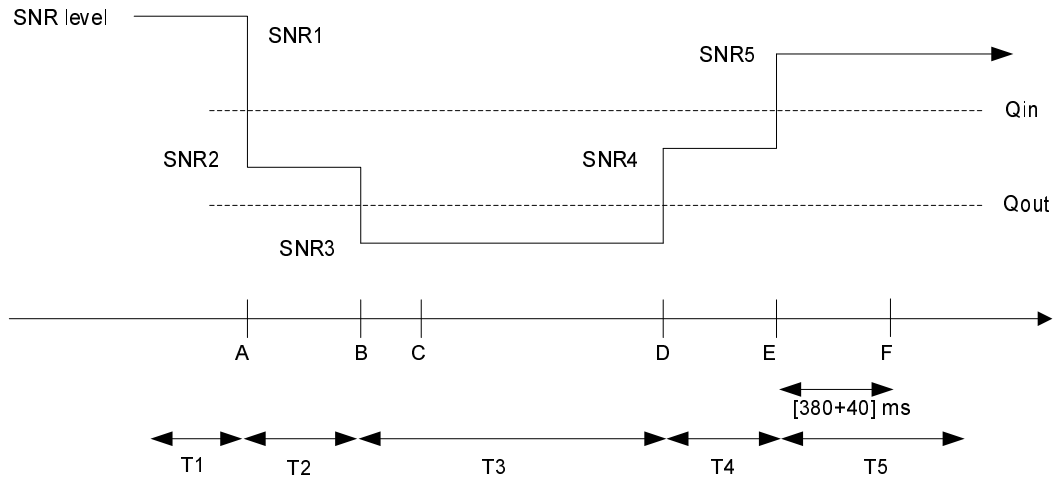 SNR level
SNR1
SNR5
Qin
SNR2
SNR4
Qout
SNR3
A B C D E F
[380+40] ms
T1 T2 T3 T4 T5